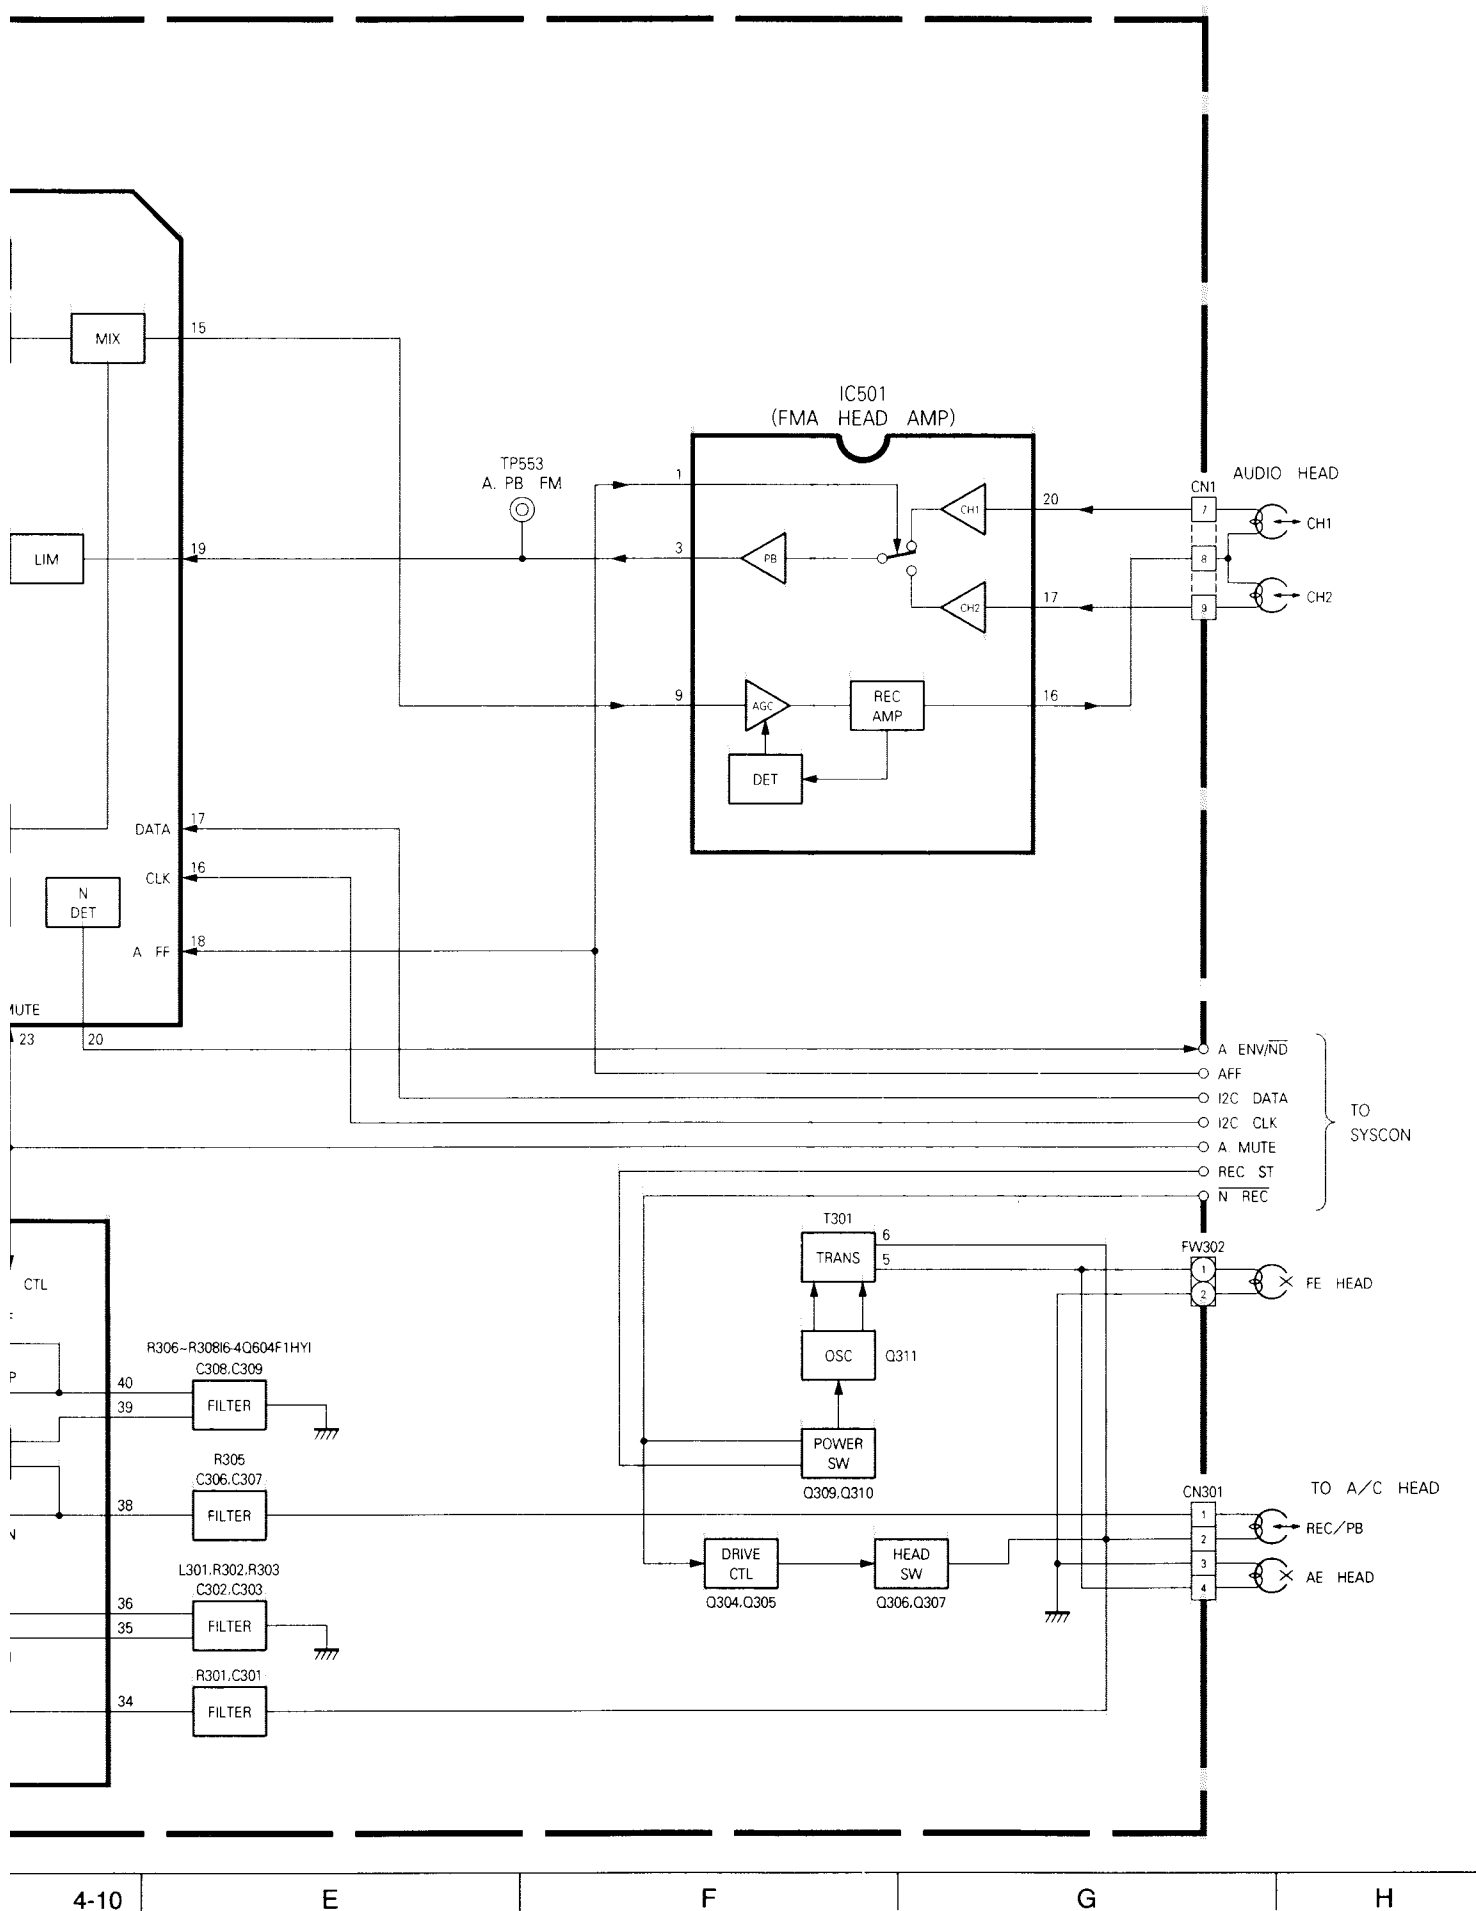 MIX
15
IC501
(FMA HEAD AMP)
TP553
A. PB FM
1
20
CH1
CN1
AUDIO HEAD
7
CH1
LIM
19
3
PB
8
CH2
17
9
CH2
9
AGC
REC
AMP
16
DET
DATA
17
CLK
16
N
DET
A FF
18
MUTE
23
20
A ENV/ND
AFF
I2C DATA
I2C CLK
A. MUTE
REC ST
N REC
TO
SYSCON
T301
TRANS
6
5
FW302
1
2
FE HEAD
CTL
OSC
Q311
R306~R308I6-4Q604F1HYI
C308,C309
40
39
FILTER
POWER
SW
Q309,Q310
R305
C306,C307
38
FILTER
CN301
TO A/C HEAD
1
2
3
4
REC/PB
AE HEAD
DRIVE
CTL
Q304,Q305
HEAD
SW
Q306,Q307
L301,R302,R303
C302,C303
36
35
FILTER
R301,C301
34
FILTER
4-10
E
F
G
H